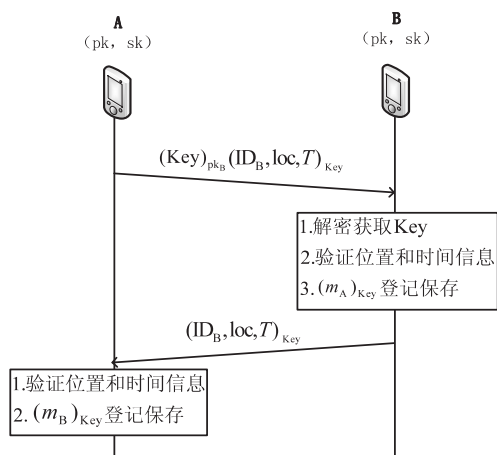 A B
(pk, sk) (pk, sk)
(Key)pkB(IDB,loc,T)Key
1.解密获取Key
2.验证位置和时间信息
3.(mA)Key登记保存
(IDB,loc,T)Key
1.验证位置和时间信息
2.(mB)Key登记保存